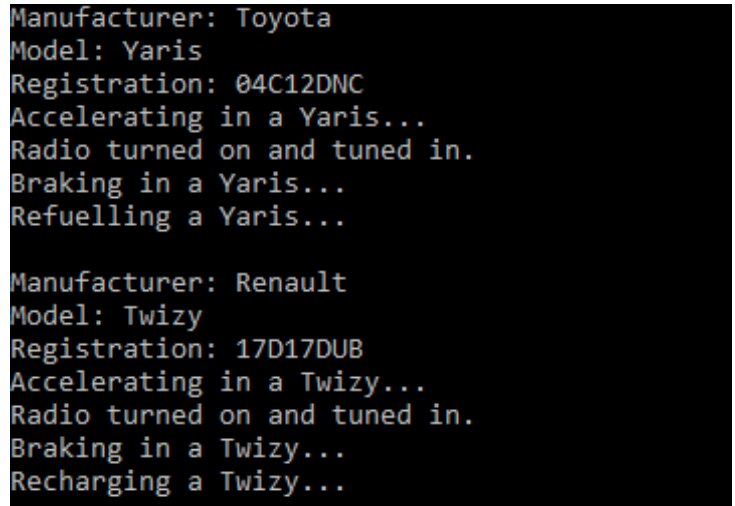 Manufacturer: Toyota
Model: Yaris
Registration: 04C12DNC
Accelerating in a Yaris...
Radio turned on and tuned in.
Braking in a Yaris...
Refuelling a Yaris...
Manufacturer: Renault
Model: Twizy
Registration: 17D17DUB
Accelerating in a Twizy...
Radio turned on and tuned in.
Braking in a Twizy...
Recharging a Twizy...